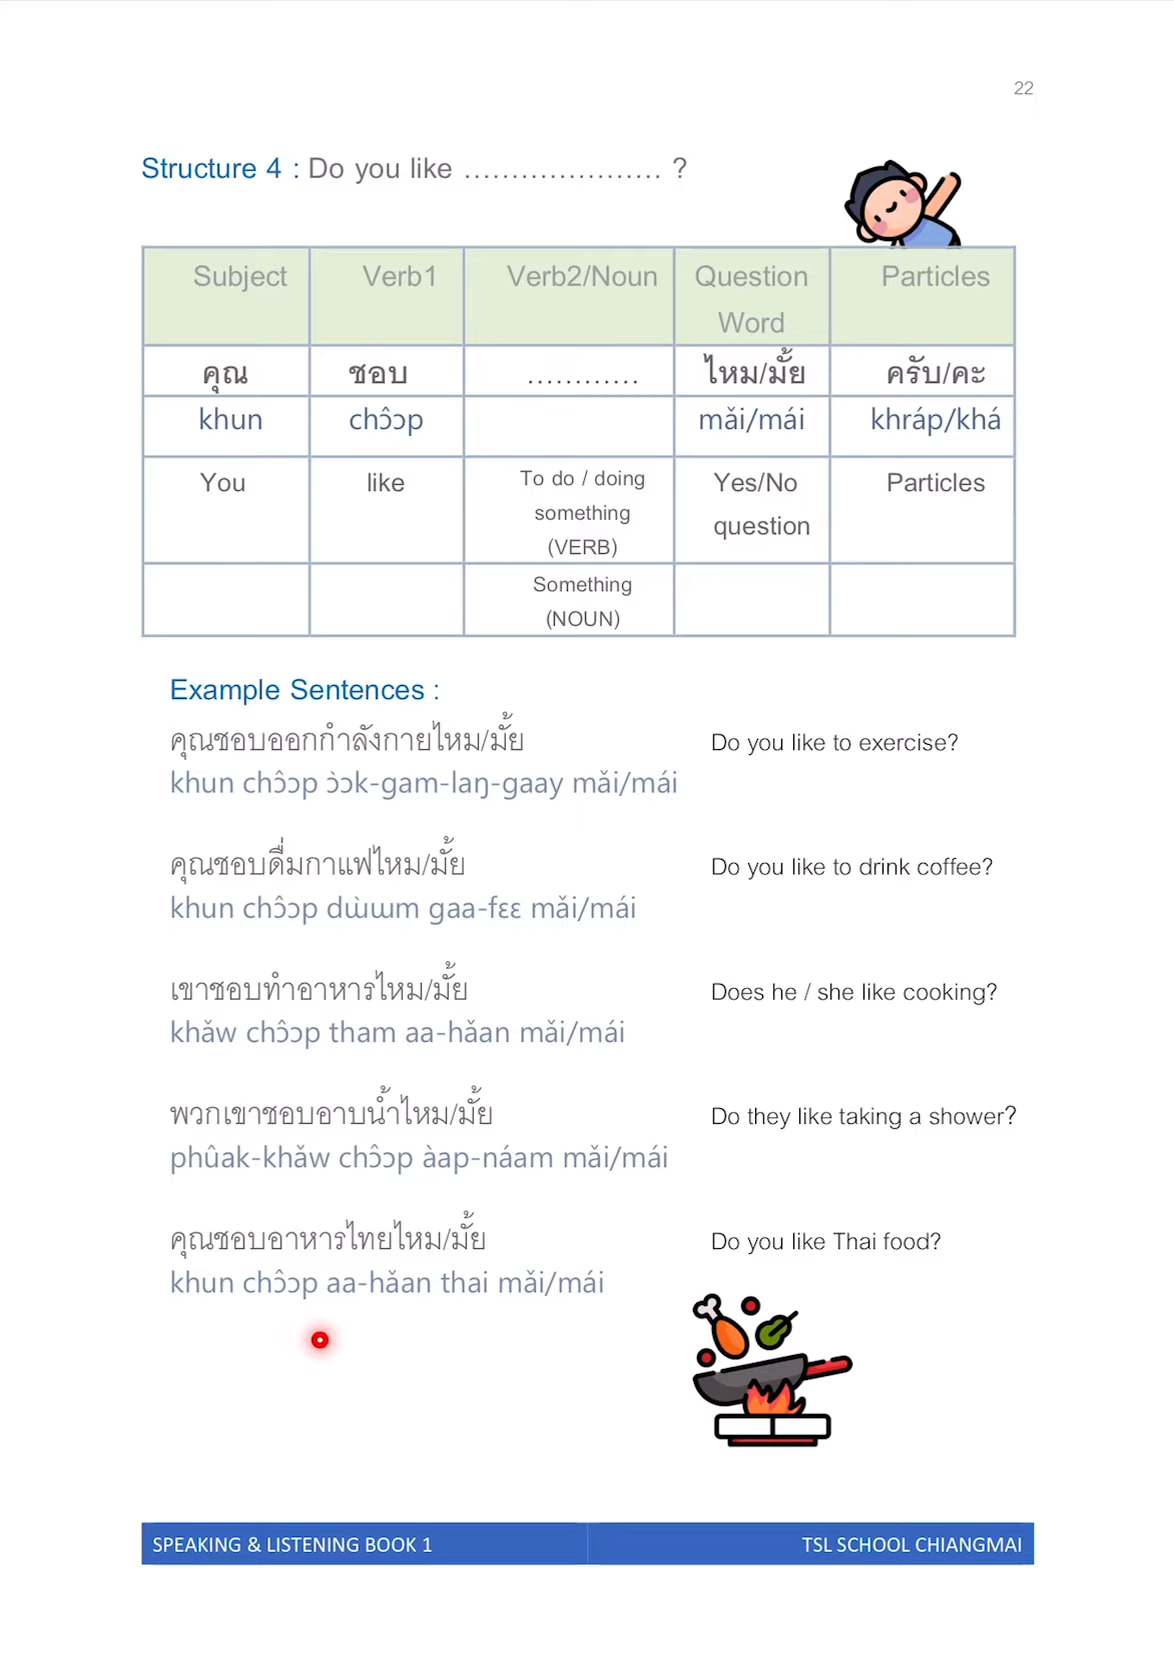 22
Structure 4 : Do you like ..................... ?
Subject Verb1 Verb2/Noun Question Word Particles
คุณ ชอบ ............ ไหม/มั้ย ครับ/คะ
khun chɔ̂ɔp mǎi/mái khráp/khá
You like To do / doing something (VERB) Yes/No question Particles
Something (NOUN)
Example Sentences :
คุณชอบออกกำลังกายไหม/มั้ย Do you like to exercise?
khun chɔ̂ɔp ɔ̀ɔk-gam-laŋ-gaay mǎi/mái
คุณชอบดื่มกาแฟไหม/มั้ย Do you like to drink coffee?
khun chɔ̂ɔp dɯ̀ɯm gaa-fɛɛ mǎi/mái
เขาชอบทำอาหารไหม/มั้ย Does he / she like cooking?
khǎw chɔ̂ɔp tham aa-hǎan mǎi/mái
พวกเขาชอบอาบน้ำไหม/มั้ย Do they like taking a shower?
phûak-khǎw chɔ̂ɔp àap-náam mǎi/mái
คุณชอบอาหารไทยไหม/มั้ย Do you like Thai food?
khun chɔ̂ɔp aa-hǎan thai mǎi/mái
SPEAKING & LISTENING BOOK 1 TSL SCHOOL CHIANGMAI